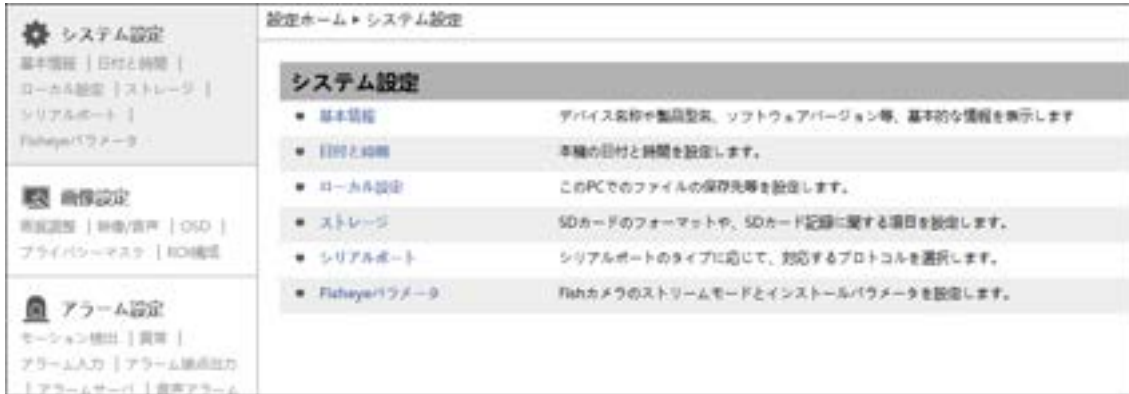 システム設定
基本情報 | 日付と時間 |
ローカル設定 | ストレージ |
シリアルポート |
Fisheyeパラメータ
画像設定
画質調整 | 映像/音声 | OSD |
プライバシーマスク | ROI構成
アラーム設定
モーション検出 | 異常 |
アラーム入力 | アラーム接点出力
| アラームサーバ | 音声アラーム
設定ホーム ▸ システム設定
システム設定
基本情報 デバイス名称や製品型名、ソフトウェアバージョン等、基本的な情報を表示します
日付と時間 本機の日付と時間を設定します。
ローカル設定 このPCでのファイルの保存先等を設定します。
ストレージ SDカードのフォーマットや、SDカード記録に関する項目を設定します。
シリアルポート シリアルポートのタイプに応じて、対応するプロトコルを選択します。
Fisheyeパラメータ Fishカメラのストリームモードとインストールパラメータを設定します。